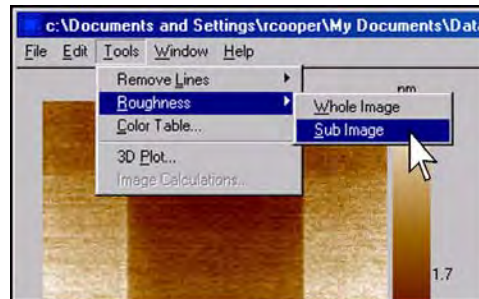 c:\Documents and Settings\rcooper\My Documents\Data
File Edit Tools Window Help
Remove Lines
Roughness
Color Table...
3D Plot...
Image Calculations...
nm
Whole Image
Sub Image
1.7